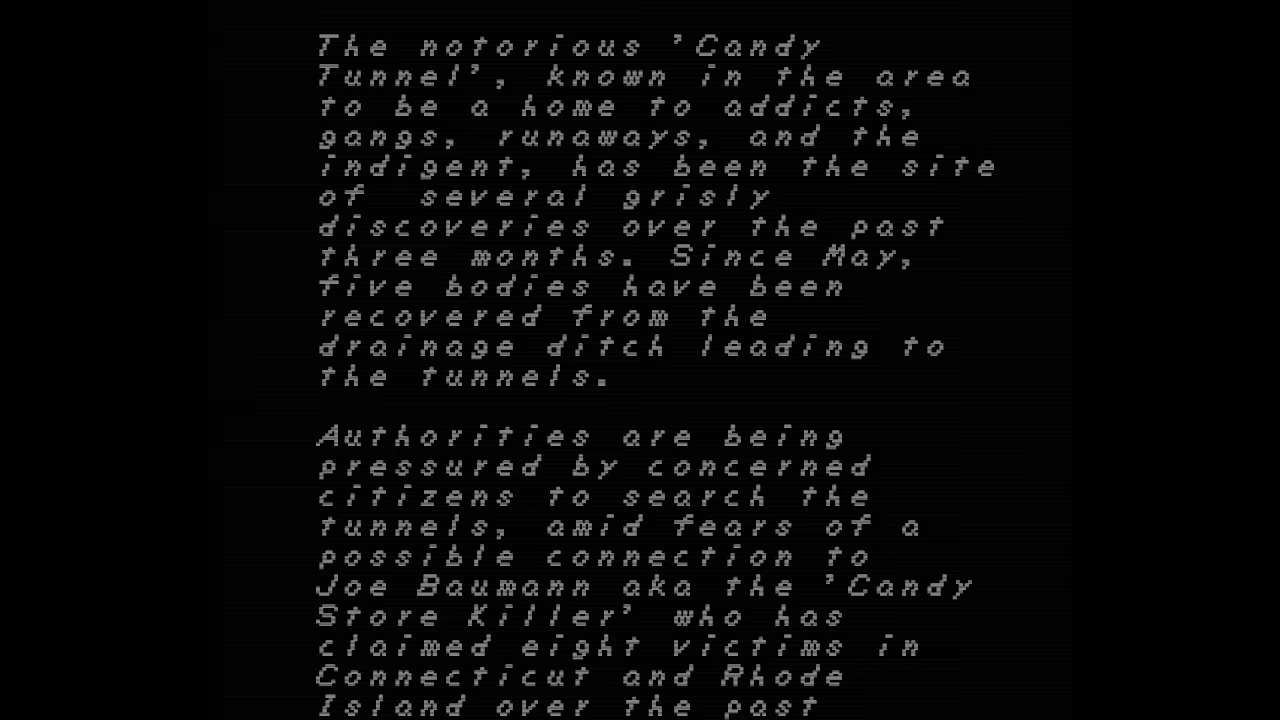 The notorious 'Candy
Tunnel', known in the area
to be a home to addicts,
gangs, runaways, and the
indigent, has been the site
of  several grisly
discoveries over the past
three months. Since May,
five bodies have been
recovered from the
drainage ditch leading to
the tunnels.

Authorities are being
pressured by concerned
citizens to search the
tunnels, amid fears of a
possible connection to
Joe Baumann aka the 'Candy
Store Killer' who has
claimed eight victims in
Connecticut and Rhode
Island over the past